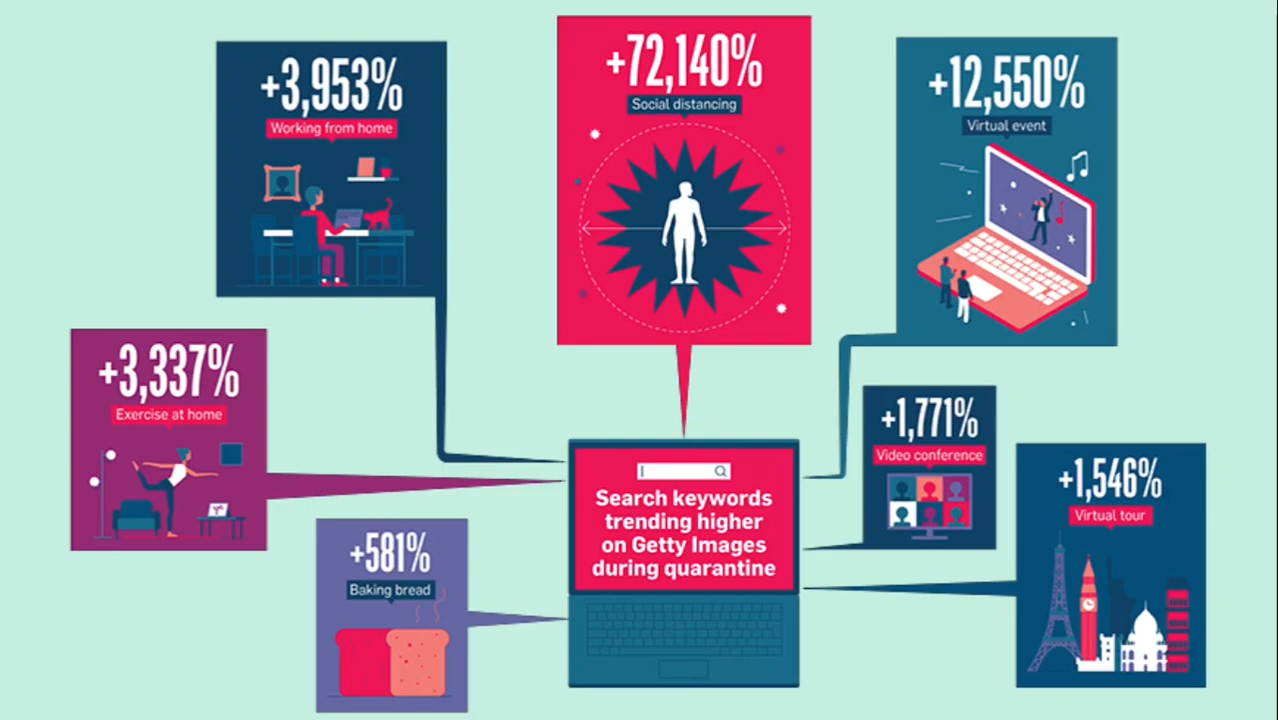 +3,953%
Working from home
+72,140%
Social distancing
+12,550%
Virtual event
+3,337%
Exercise at home
+1,771%
Video conference
+1,546%
Virtual tour
+581%
Baking bread
Search keywords
trending higher
on Getty Images
during quarantine